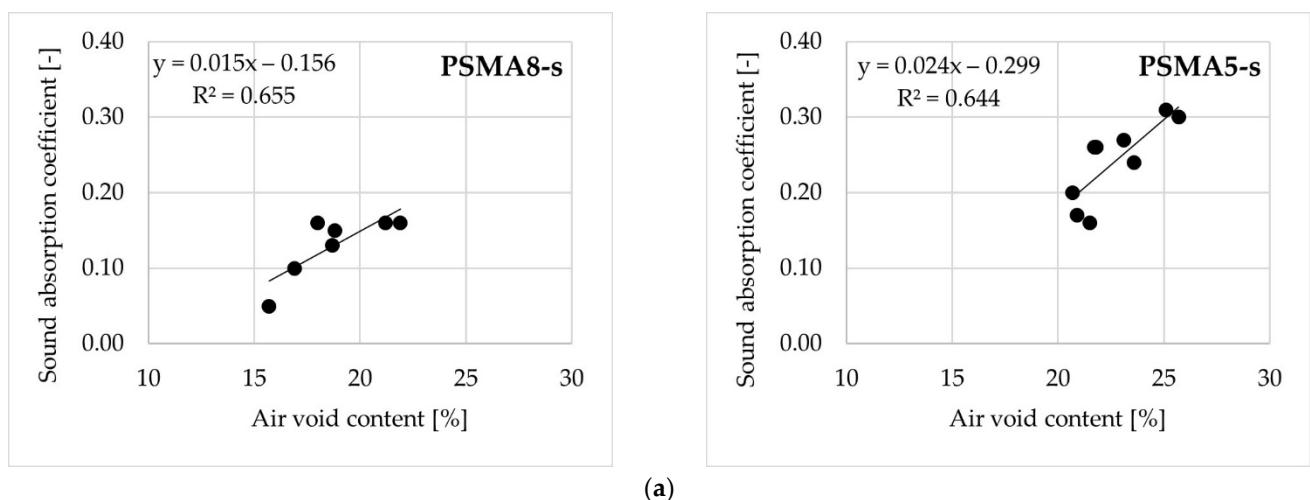 0.40
0.30
0.20
0.10
0.00
Sound absorption coefficient [-]
y = 0.015x – 0.156
R² = 0.655
PSMA8-s
10 15 20 25 30
Air void content [%]
0.40
0.30
0.20
0.10
0.00
Sound absorption coefficient [-]
y = 0.024x – 0.299
R² = 0.644
PSMA5-s
10 15 20 25 30
Air void content [%]
(a)